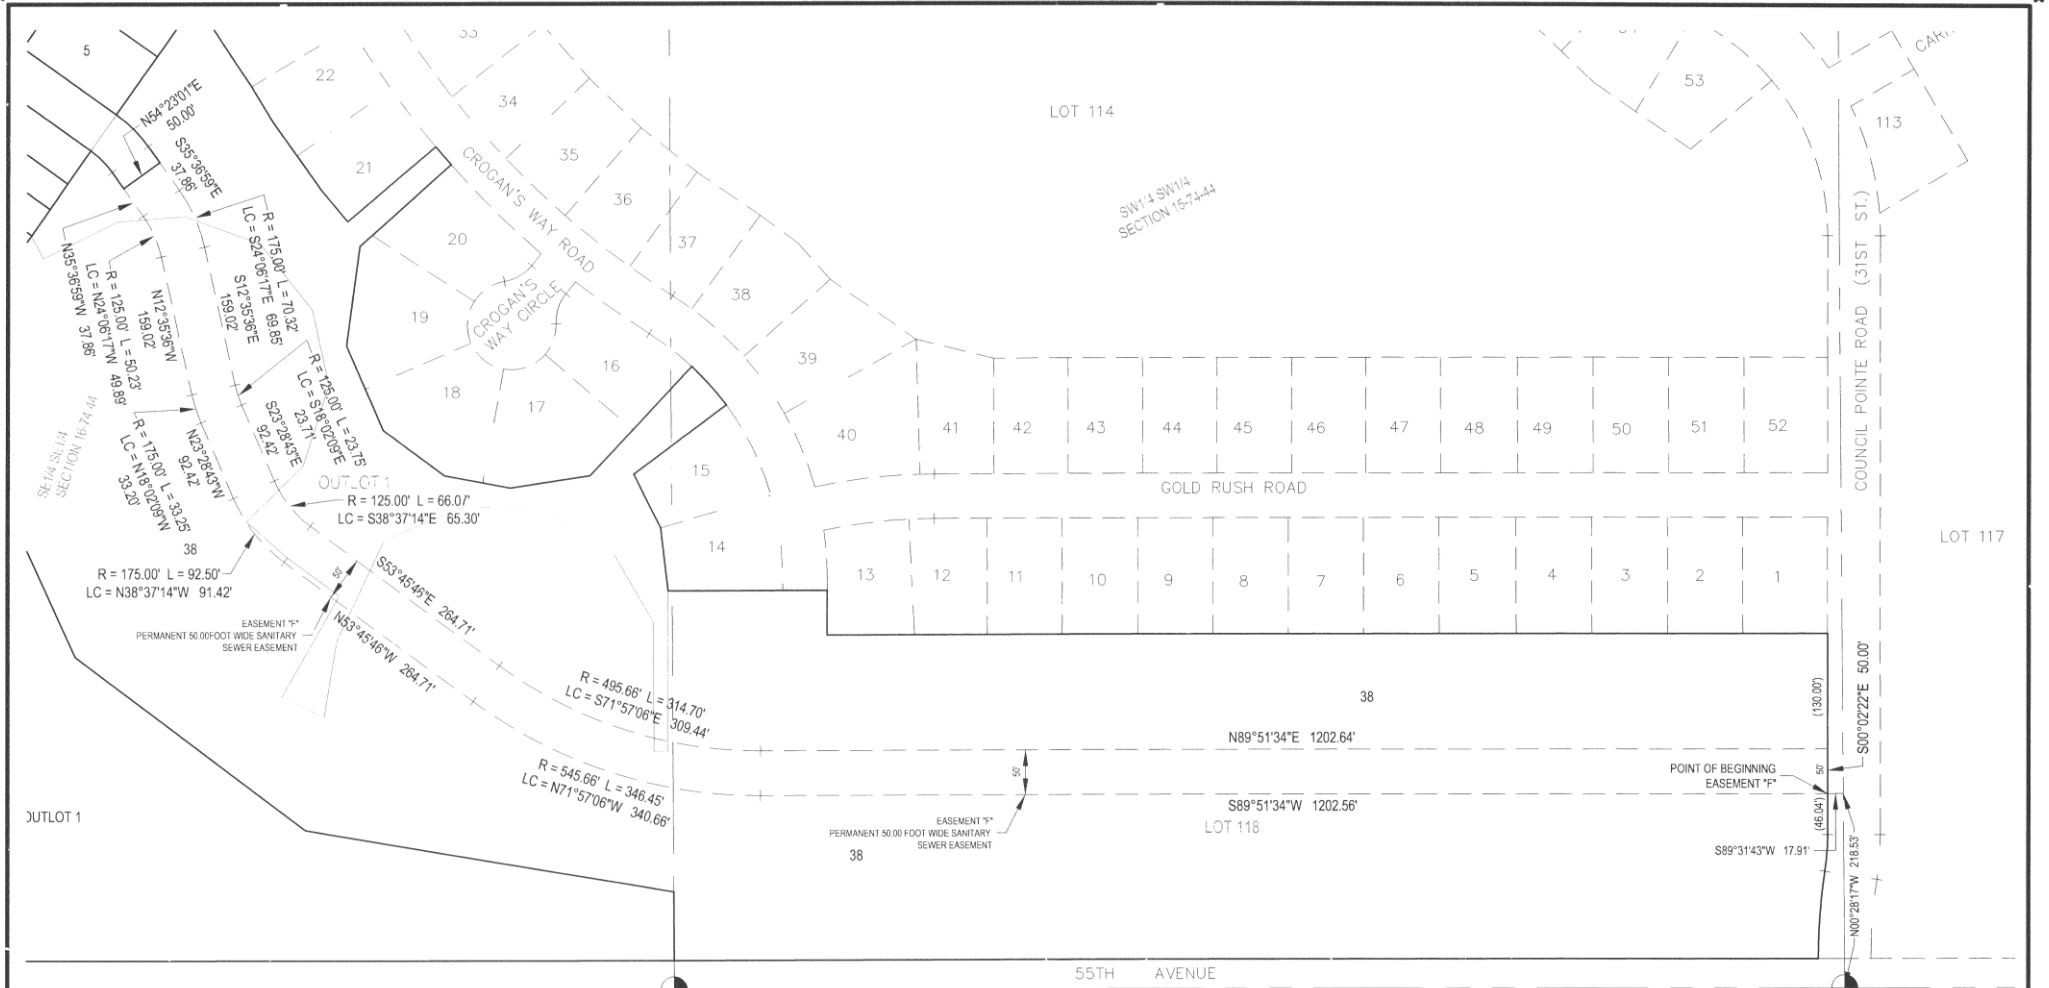 5
N54°23'01"E
50.00'
S35°36'59"E
37.86'
R = 175.00' L = 70.32'
LC = S24°06'17"E 69.85'
S12°35'36"E
159.02'
N35°36'59"W 37.86'
R = 125.00' L = 50.23'
LC = N24°06'17"W 49.89'
N12°35'36"W
159.02'
R = 125.00' L = 23.75'
LC = S18°02'09"E
23.71'
S23°28'43"E
92.42'
R = 175.00' L = 33.25'
LC = N18°02'09"W
33.20'
N23°28'43"W
92.42'
SE1/4 SE1/4
SECTION 16-74-44
OUTLOT 1
R = 125.00' L = 66.07'
LC = S38°37'14"E 65.30'
38
R = 175.00' L = 92.50'
LC = N38°37'14"W 91.42'
50'
S53°45'46"E 264.71'
N53°45'46"W 264.71'
EASEMENT "F"
PERMANENT 50.00FOOT WIDE SANITARY
SEWER EASEMENT
R = 495.66' L = 314.70'
LC = S71°57'06"E 309.44'
R = 545.66' L = 346.45'
LC = N71°57'06"W 340.66'
OUTLOT 1
22
21
20
19
18
17
16
15
14
CROGAN'S WAY ROAD
CROGAN'S
WAY CIRCLE
33
34
35
36
37
38
39
40
41
42
43
44
45
46
47
48
49
50
51
52
GOLD RUSH ROAD
13
12
11
10
9
8
7
6
5
4
3
2
1
LOT 114
SW1/4 SW1/4
SECTION 15-74-44
53
113
COUNCIL POINTE ROAD (31ST ST.)
LOT 117
38
N89°51'34"E 1202.64'
50'
S89°51'34"W 1202.56'
LOT 118
EASEMENT "F"
PERMANENT 50.00 FOOT WIDE SANITARY
SEWER EASEMENT
38
(130.00')
S00°02'22"E 50.00'
50'
POINT OF BEGINNING
EASEMENT "F"
(46.04')
S89°31'43"W 17.91'
N00°28'17"W 218.53'
55TH AVENUE